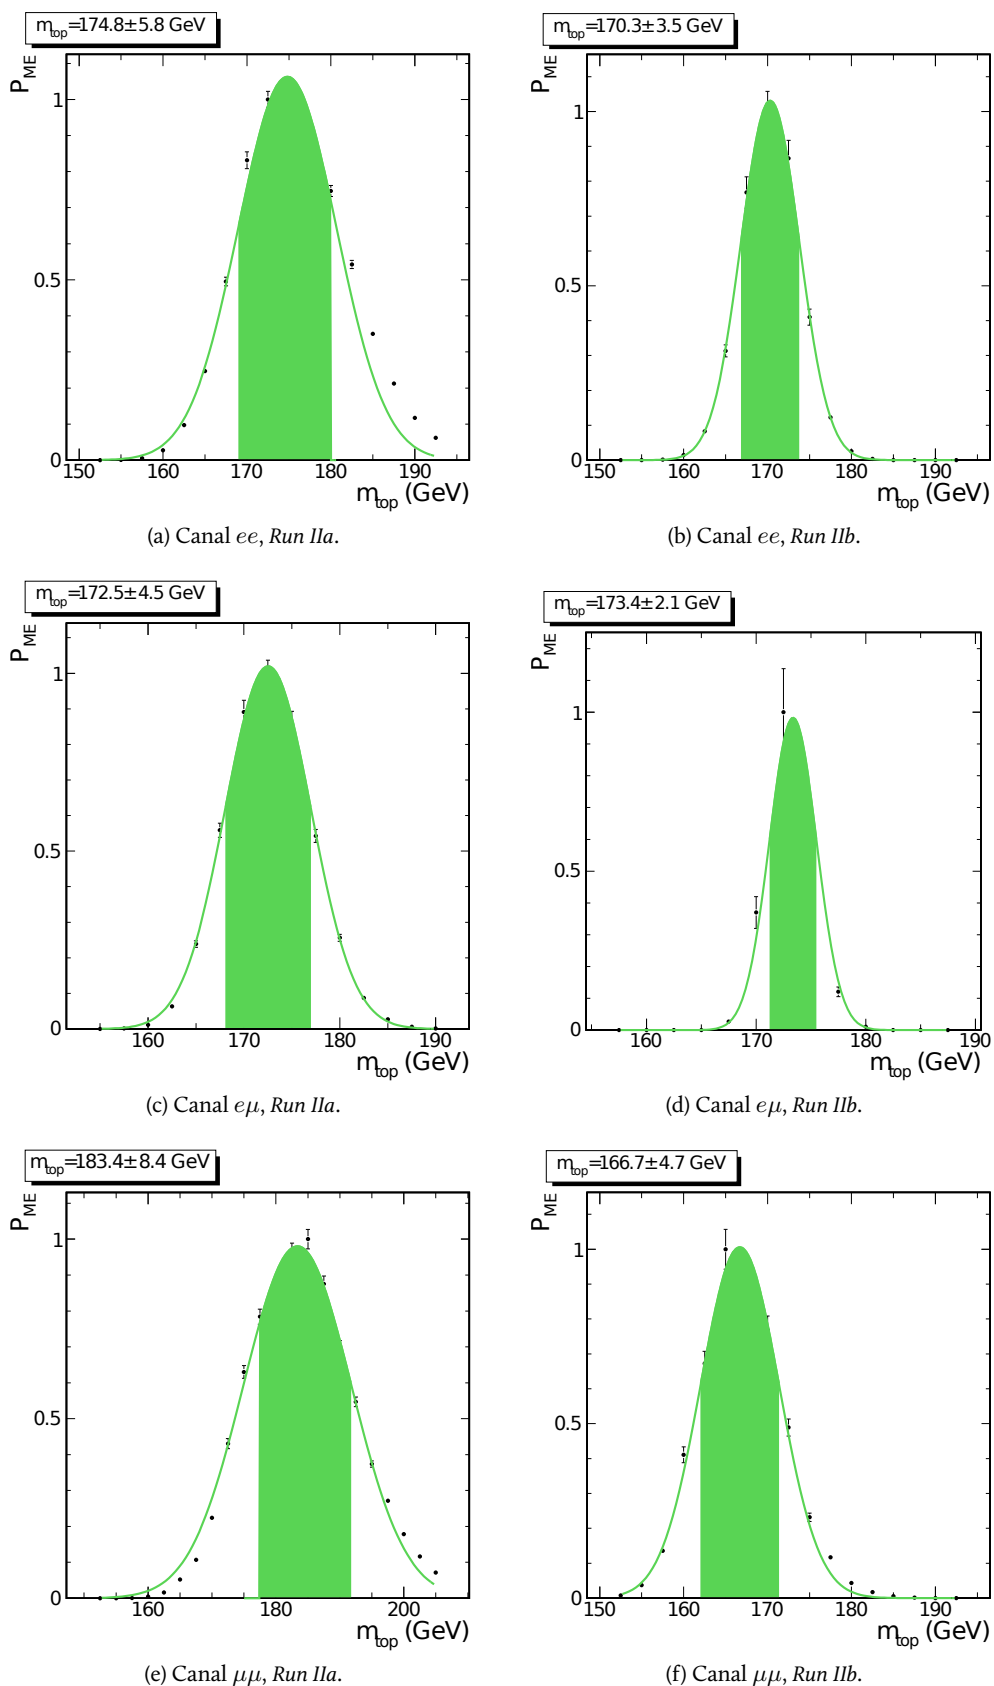 m_top=174.8±5.8 GeV
P_ME
1
0.5
0
150 160 170 180 190
m_top (GeV)
(a) Canal ee, Run IIa.
m_top=170.3±3.5 GeV
P_ME
1
0.5
0
150 160 170 180 190
m_top (GeV)
(b) Canal ee, Run IIb.
m_top=172.5±4.5 GeV
P_ME
1
0.5
0
160 170 180 190
m_top (GeV)
(c) Canal eμ, Run IIa.
m_top=173.4±2.1 GeV
P_ME
1
0.5
0
160 170 180 190
m_top (GeV)
(d) Canal eμ, Run IIb.
m_top=183.4±8.4 GeV
P_ME
1
0.5
0
160 180 200
m_top (GeV)
(e) Canal μμ, Run IIa.
m_top=166.7±4.7 GeV
P_ME
1
0.5
0
150 160 170 180 190
m_top (GeV)
(f) Canal μμ, Run IIb.